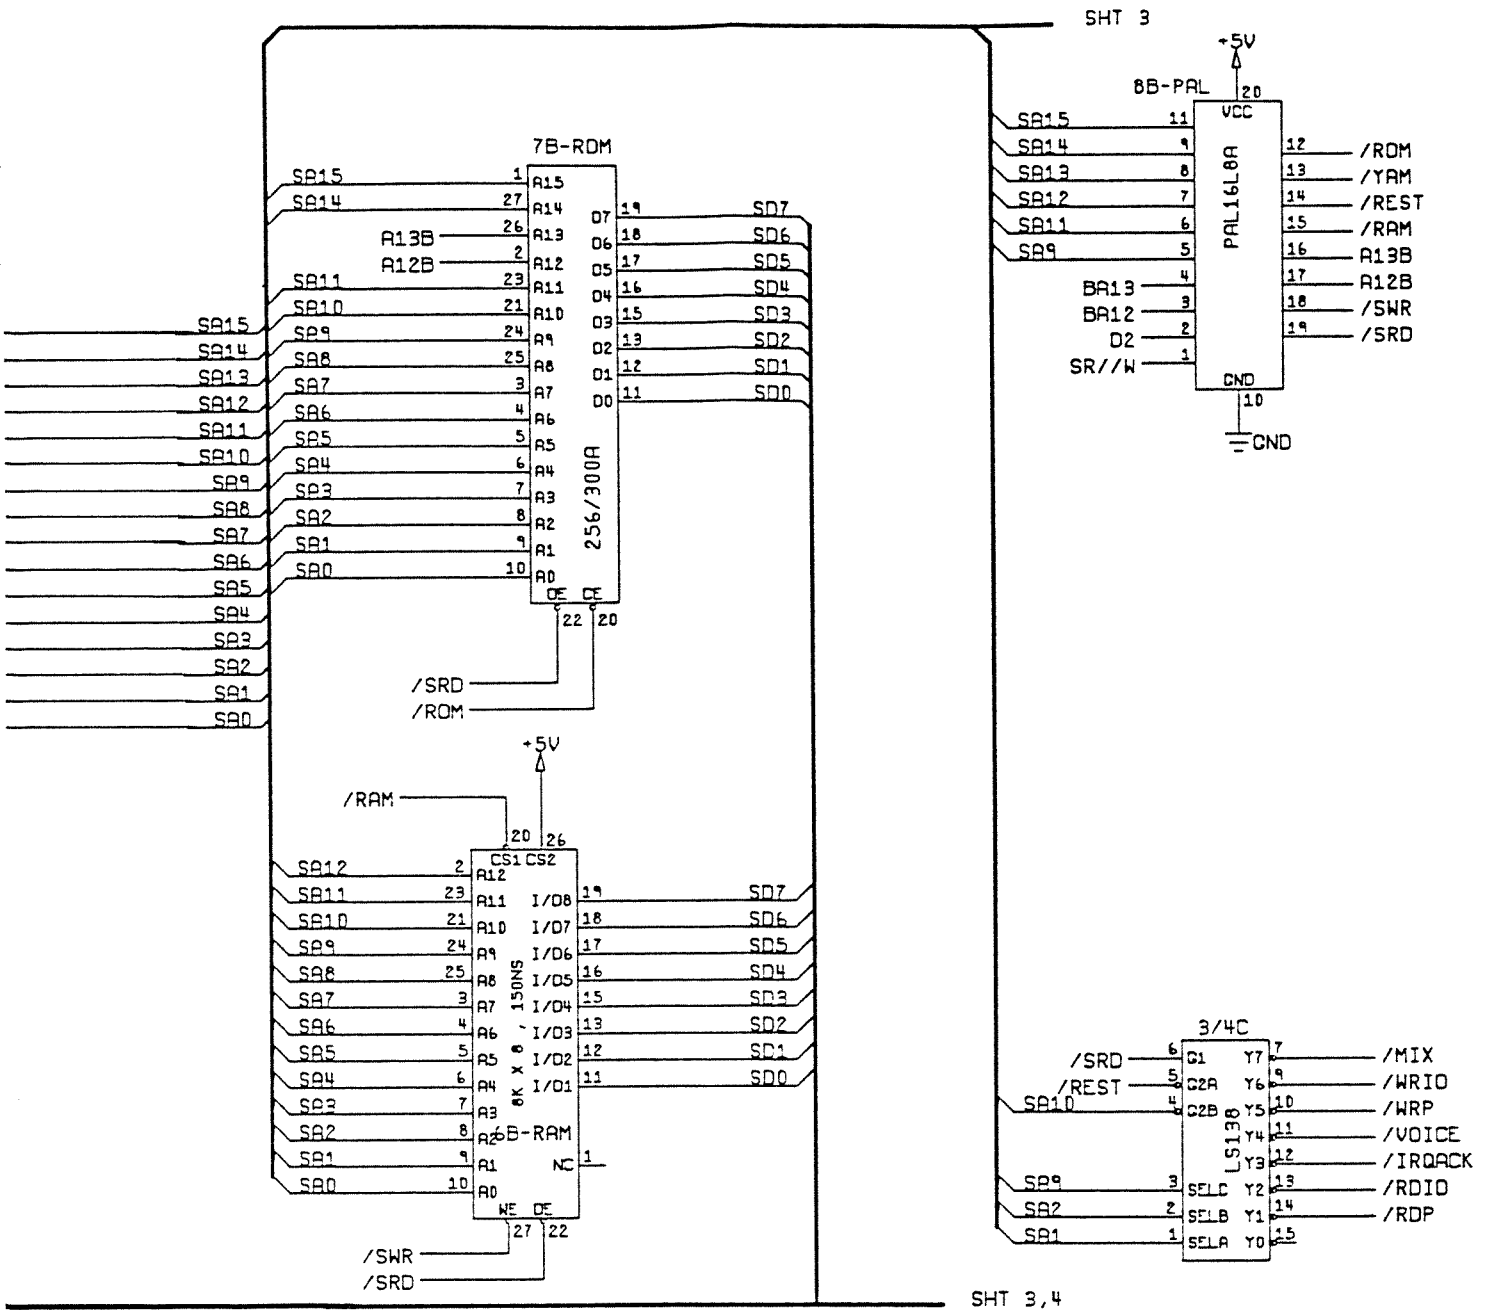 SHT 3
+5V
8B-PAL
20
VCC
PAL16L8A
SA15 11
SA14 9
SA13 8
SA12 7
SA11 6
SA9 5
BA13 4
BA12 3
D2 2
SR//W 1
12 /ROM
13 /YAM
14 /REST
15 /RAM
16 A13B
17 A12B
18 /SWR
19 /SRD
GND
10
GND
7B-ROM
SA15 1 A15
SA14 27 A14
A13B 26 A13
A12B 2 A12
SA11 23 A11
SA10 21 A10
SA9 24 A9
SA8 25 A8
SA7 3 A7
SA6 4 A6
SA5 5 A5
SA4 6 A4
SA3 7 A3
SA2 8 A2
SA1 9 A1
SA0 10 A0
D7 19 SD7
D6 18 SD6
D5 17 SD5
D4 16 SD4
D3 15 SD3
D2 13 SD2
D1 12 SD1
D0 11 SD0
256/300A
OE CE
22 20
/SRD
/ROM
SA15
SA14
SA13
SA12
SA11
SA10
SA9
SA8
SA7
SA6
SA5
SA4
SA3
SA2
SA1
SA0
+5V
/RAM
20 26
CS1 CS2
SA12 2 A12
SA11 23 A11
SA10 21 A10
SA9 24 A9
SA8 25 A8
SA7 3 A7
SA6 4 A6
SA5 5 A5
SA4 6 A4
SA3 7 A3
SA2 8 A2
SA1 9 A1
SA0 10 A0
I/O8 19 SD7
I/O7 18 SD6
I/O6 17 SD5
I/O5 16 SD4
I/O4 15 SD3
I/O3 13 SD2
I/O2 12 SD1
I/O1 11 SD0
8K X 8 , 150NS
6B-RAM
NC 1
WE OE
27 22
/SWR
/SRD
3/4C
LS138
/SRD 6 G1
/REST 5 G2A
SA10 4 G2B
SA9 3 SELC
SA2 2 SELB
SA1 1 SELA
Y7 7 /MIX
Y6 9 /WRIO
Y5 10 /WRP
Y4 11 /VOICE
Y3 12 /IRQACK
Y2 13 /RDIO
Y1 14 /RDP
Y0 15
SHT 3,4